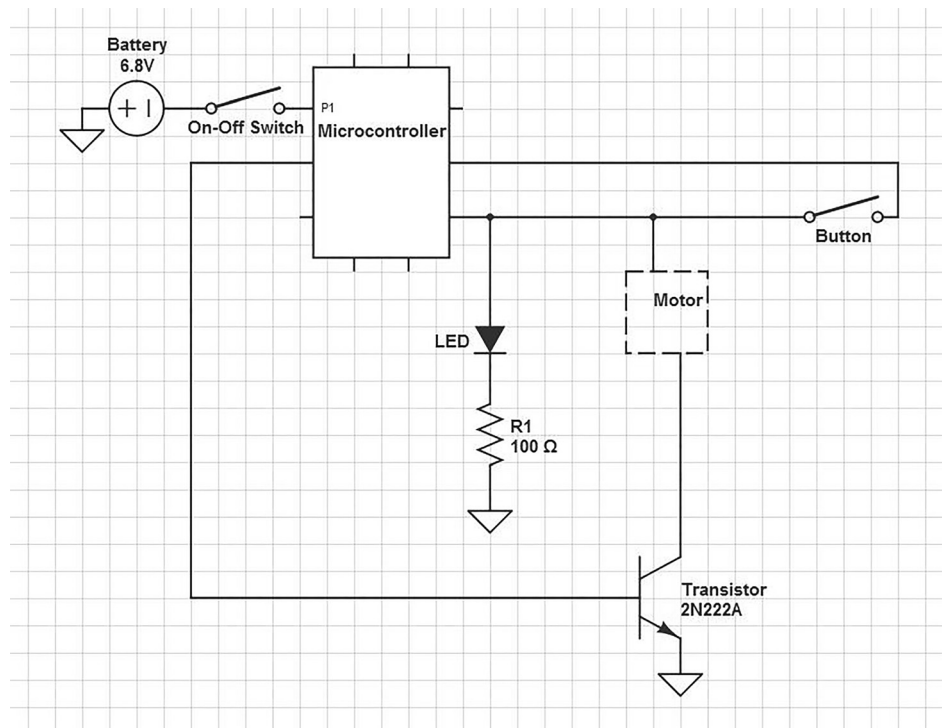 Battery
6.8V
On-Off Switch
P1
Microcontroller
Button
Motor
LED
R1
100 Ω
Transistor
2N222A